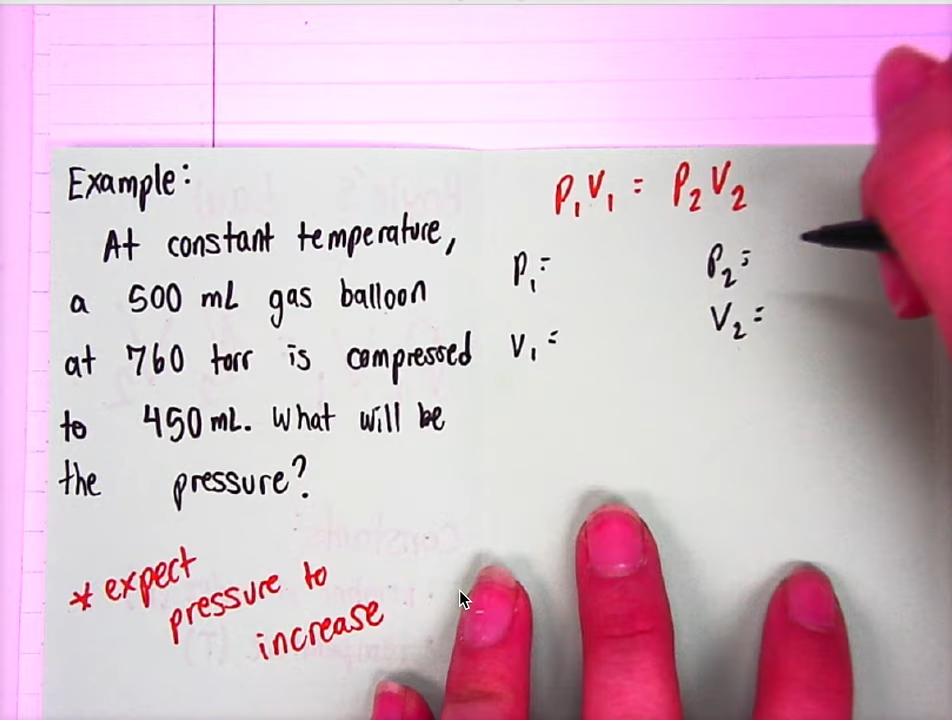 Example:
At constant temperature,
a 500 mL gas balloon
at 760 torr is compressed
to 450 mL. What will be
the pressure?
* expect
pressure to
increase
P₁V₁ = P₂V₂
P₁=
V₁=
P₂=
V₂=